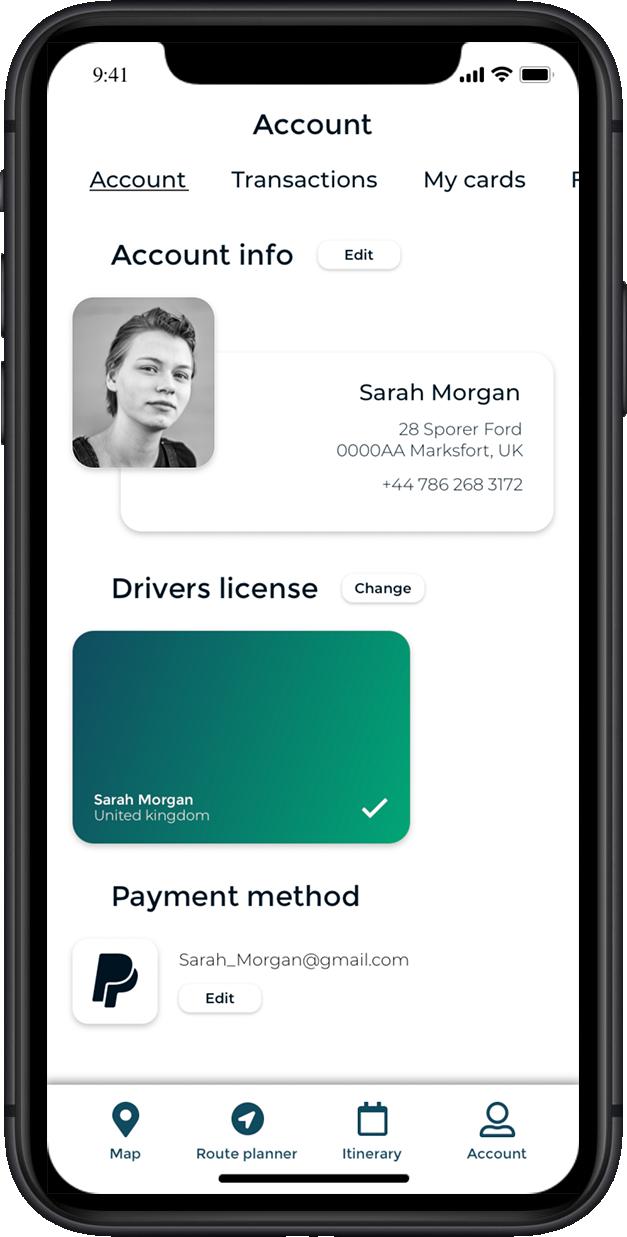 9:41
Account
Account Transactions My cards
Account info Edit
Sarah Morgan
28 Sporer Ford
0000AA Marksfort, UK
+44 786 268 3172
Drivers license Change
Sarah Morgan
United kingdom
Payment method
Sarah_Morgan@gmail.com
Edit
Map Route planner Itinerary Account